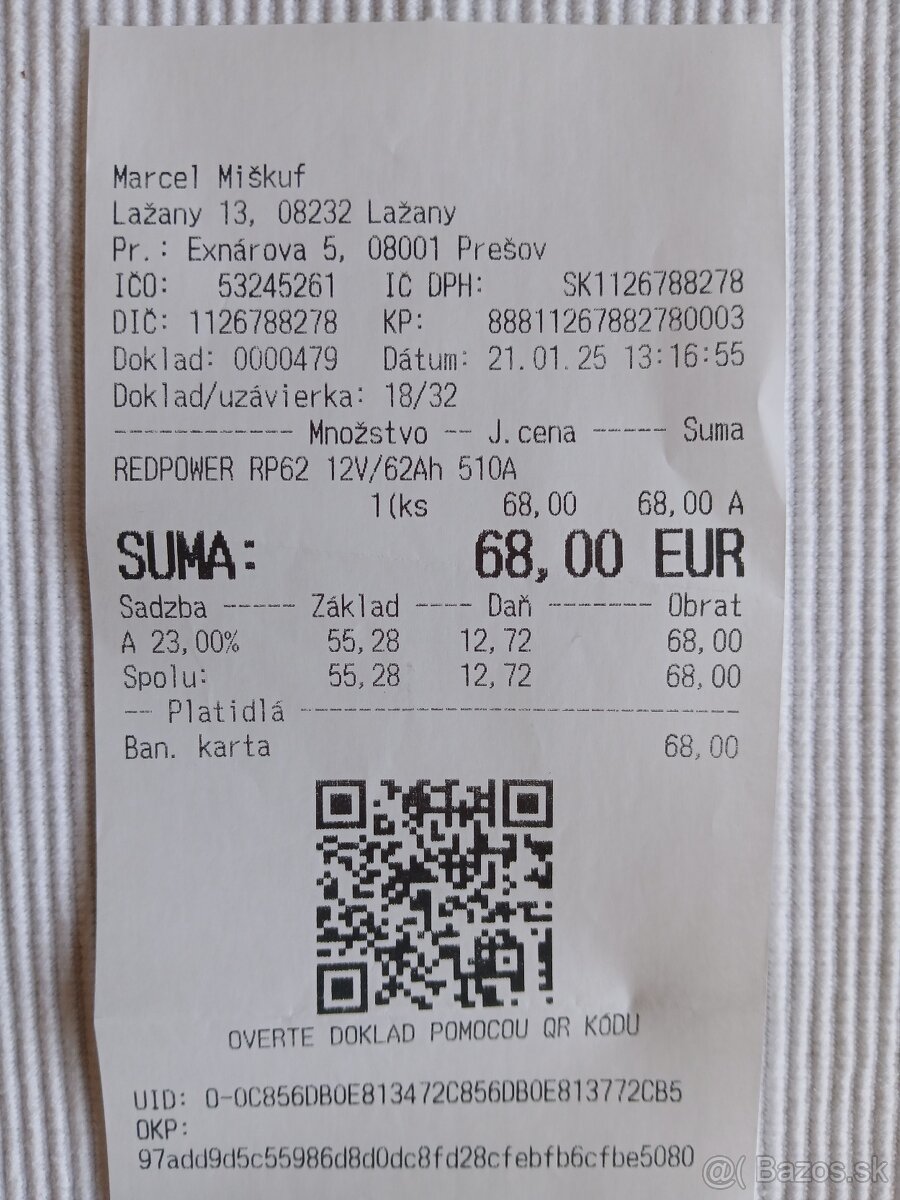 Marcel Miškuf
Lažany 13, 08232 Lažany
Pr.: Exnárova 5, 08001 Prešov
IČO: 53245261 IČ DPH: SK1126788278
DIČ: 1126788278 KP: 88811267882780003
Doklad: 0000479 Dátum: 21.01.25 13:16:55
Doklad/uzávierka: 18/32
---------- Množstvo -- J.cena ----- Suma
REDPOWER RP62 12V/62Ah 510A
1(ks 68,00 68,00 A
SUMA: 68,00 EUR
Sadzba ----- Základ ---- Daň ------- Obrat
A 23,00% 55,28 12,72 68,00
Spolu: 55,28 12,72 68,00
-- Platidlá ------------------------------
Ban. karta 68,00
OVERTE DOKLAD POMOCOU QR KÓDU
UID: O-0C856DB0E813472C856DB0E813772CB5
OKP:
97add9d5c55986d8d0dc8fd28cfebfb6cfbe5080
@( Bazos.sk